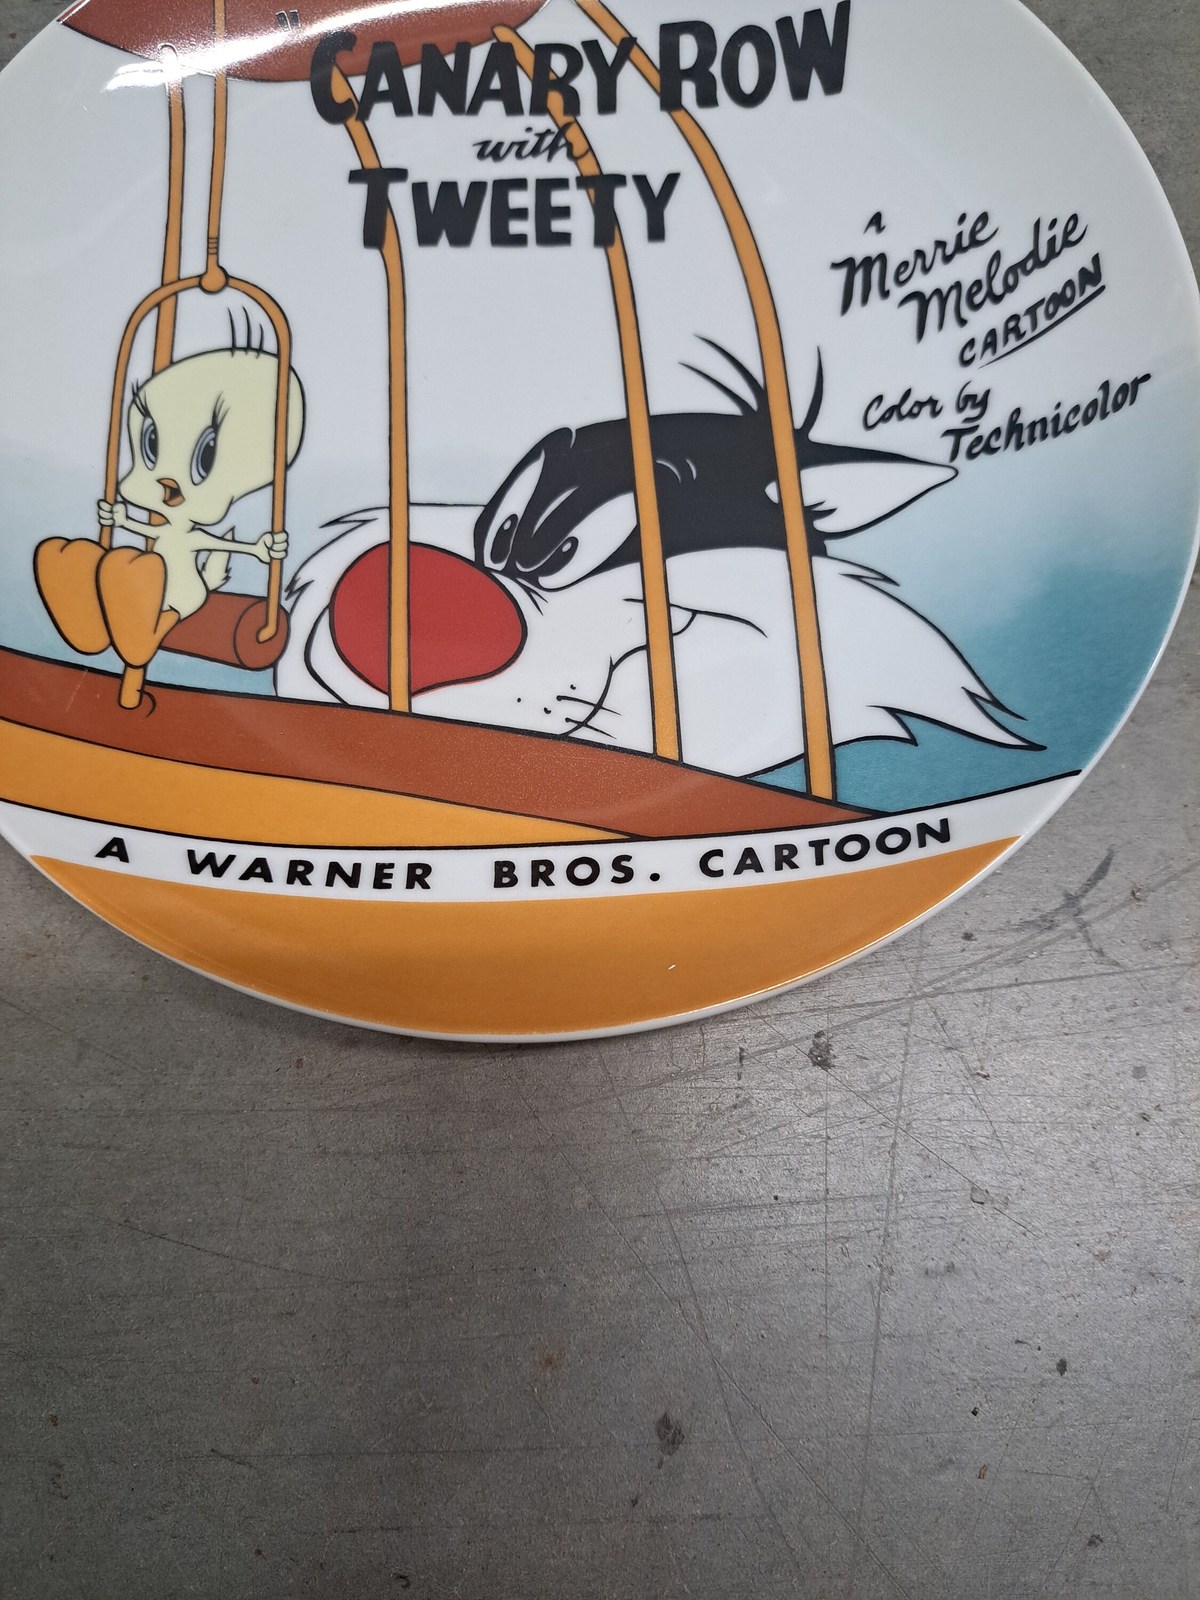 "CANARY ROW
with
TWEETY
A
Merrie
Melodie
CARTOON
Color by
Technicolor
A WARNER BROS. CARTOON